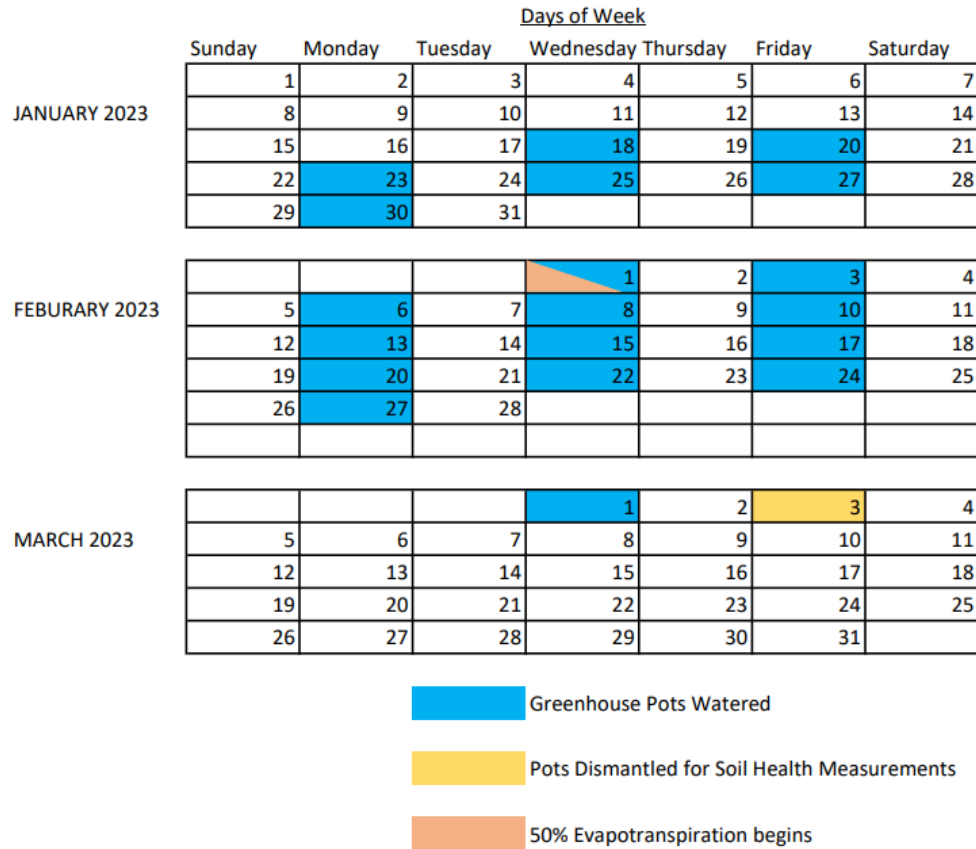 Days of Week
Sunday Monday Tuesday Wednesday Thursday Friday Saturday
1 2 3 4 5 6 7
JANUARY 2023 8 9 10 11 12 13 14
15 16 17 18 19 20 21
22 23 24 25 26 27 28
29 30 31
1 2 3 4
FEBURARY 2023 5 6 7 8 9 10 11
12 13 14 15 16 17 18
19 20 21 22 23 24 25
26 27 28
1 2 3 4
MARCH 2023 5 6 7 8 9 10 11
12 13 14 15 16 17 18
19 20 21 22 23 24 25
26 27 28 29 30 31
Greenhouse Pots Watered
Pots Dismantled for Soil Health Measurements
50% Evapotranspiration begins